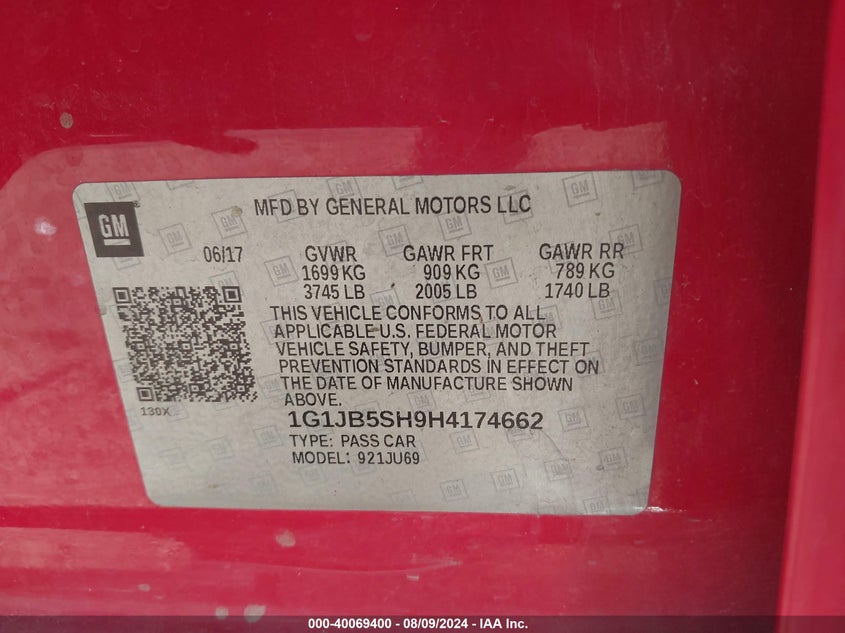 MFD BY GENERAL MOTORS LLC
GM
06/17 GVWR GAWR FRT GAWR RR
1699 KG 909 KG 789 KG
3745 LB 2005 LB 1740 LB
THIS VEHICLE CONFORMS TO ALL
APPLICABLE U.S. FEDERAL MOTOR
VEHICLE SAFETY, BUMPER, AND THEFT
PREVENTION STANDARDS IN EFFECT ON
THE DATE OF MANUFACTURE SHOWN
ABOVE.
130X
1G1JB5SH9H4174662
TYPE: PASS CAR
MODEL: 921JU69
000-40069400 - 08/09/2024 - IAA Inc.